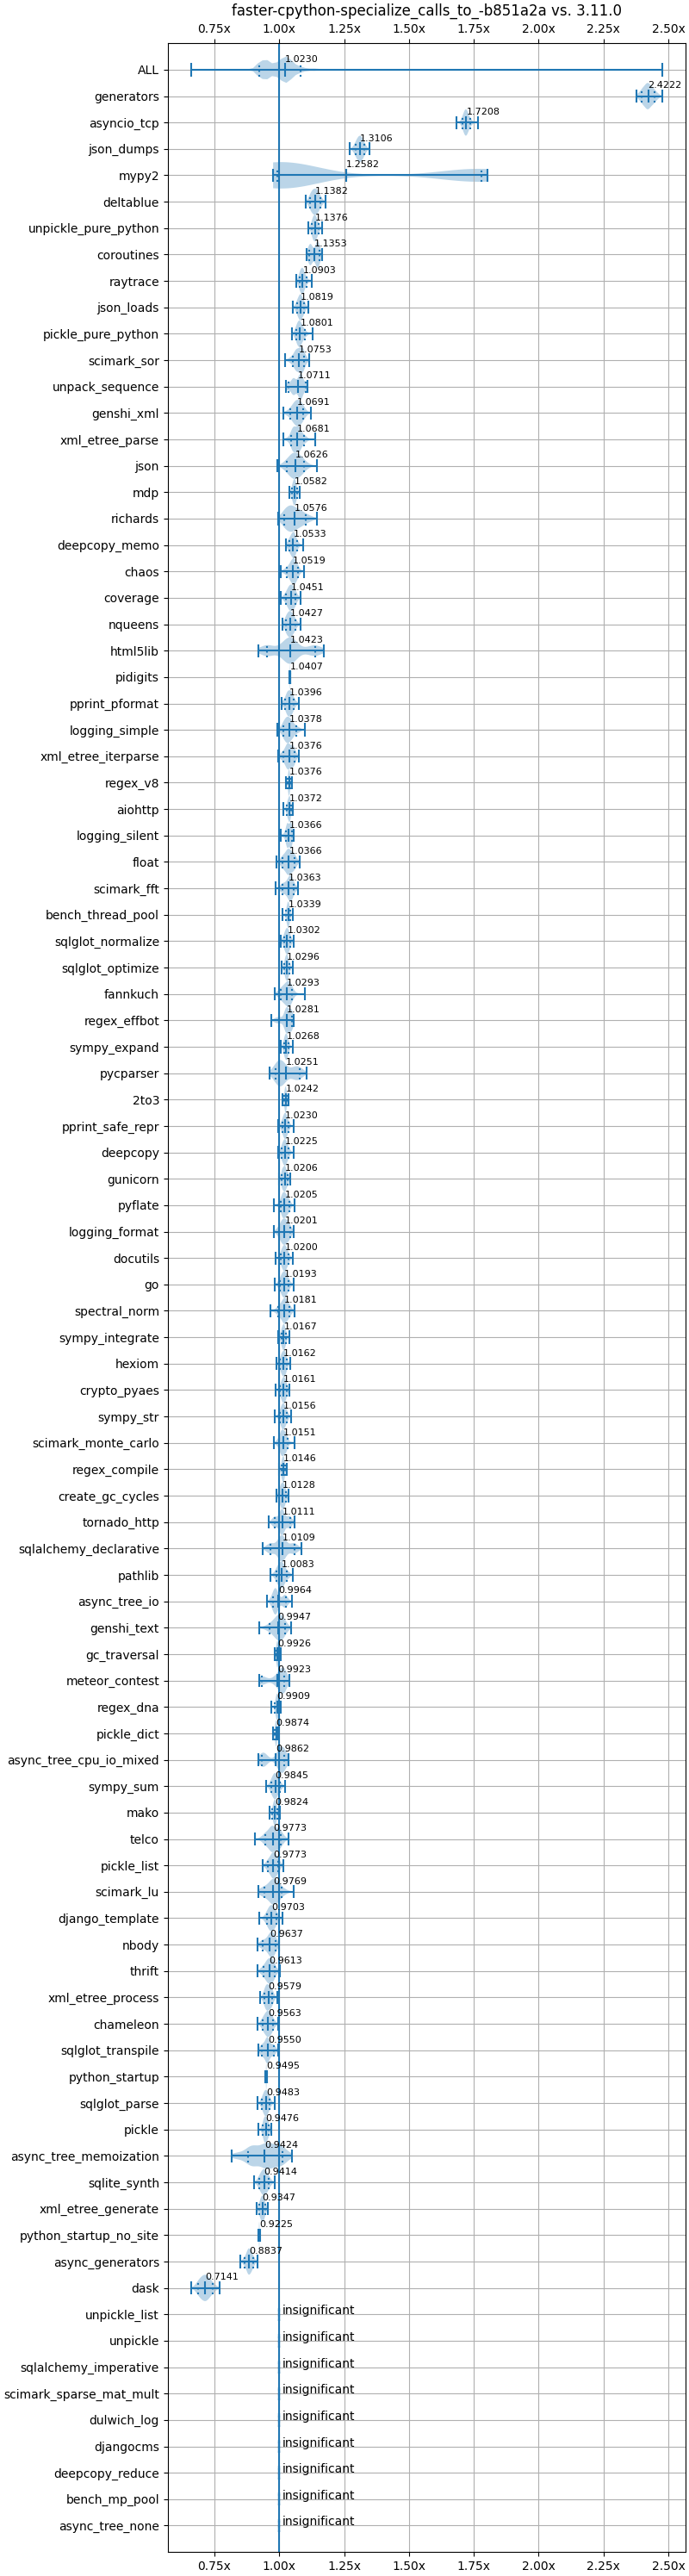 faster-cpython-specialize_calls_to_-b851a2a vs. 3.11.0
0.75x 1.00x 1.25x 1.50x 1.75x 2.00x 2.25x 2.50x
ALL 1.0230
generators 2.4222
asyncio_tcp 1.7208
json_dumps 1.3106
mypy2 1.2582
deltablue 1.1382
unpickle_pure_python 1.1376
coroutines 1.1353
raytrace 1.0903
json_loads 1.0819
pickle_pure_python 1.0801
scimark_sor 1.0753
unpack_sequence 1.0711
genshi_xml 1.0691
xml_etree_parse 1.0681
json 1.0626
mdp 1.0582
richards 1.0576
deepcopy_memo 1.0533
chaos 1.0519
coverage 1.0451
nqueens 1.0427
html5lib 1.0423
pidigits 1.0407
pprint_pformat 1.0396
logging_simple 1.0378
xml_etree_iterparse 1.0376
regex_v8 1.0376
aiohttp 1.0372
logging_silent 1.0366
float 1.0366
scimark_fft 1.0363
bench_thread_pool 1.0339
sqlglot_normalize 1.0302
sqlglot_optimize 1.0296
fannkuch 1.0293
regex_effbot 1.0281
sympy_expand 1.0268
pycparser 1.0251
2to3 1.0242
pprint_safe_repr 1.0230
deepcopy 1.0225
gunicorn 1.0206
pyflate 1.0205
logging_format 1.0201
docutils 1.0200
go 1.0193
spectral_norm 1.0181
sympy_integrate 1.0167
hexiom 1.0162
crypto_pyaes 1.0161
sympy_str 1.0156
scimark_monte_carlo 1.0151
regex_compile 1.0146
create_gc_cycles 1.0128
tornado_http 1.0111
sqlalchemy_declarative 1.0109
pathlib 1.0083
async_tree_io 0.9964
genshi_text 0.9947
gc_traversal 0.9926
meteor_contest 0.9923
regex_dna 0.9909
pickle_dict 0.9874
async_tree_cpu_io_mixed 0.9862
sympy_sum 0.9845
mako 0.9824
telco 0.9773
pickle_list 0.9773
scimark_lu 0.9769
django_template 0.9703
nbody 0.9637
thrift 0.9613
xml_etree_process 0.9579
chameleon 0.9563
sqlglot_transpile 0.9550
python_startup 0.9495
sqlglot_parse 0.9483
pickle 0.9476
async_tree_memoization 0.9424
sqlite_synth 0.9414
xml_etree_generate 0.9347
python_startup_no_site 0.9225
async_generators 0.8837
dask 0.7141
unpickle_list insignificant
unpickle insignificant
sqlalchemy_imperative insignificant
scimark_sparse_mat_mult insignificant
dulwich_log insignificant
djangocms insignificant
deepcopy_reduce insignificant
bench_mp_pool insignificant
async_tree_none insignificant
0.75x 1.00x 1.25x 1.50x 1.75x 2.00x 2.25x 2.50x